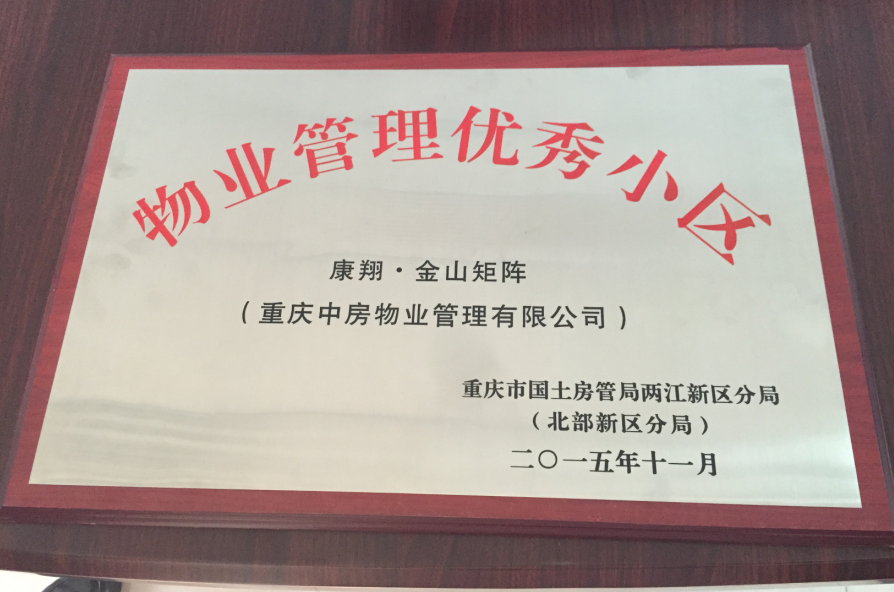 物业管理优秀小区
康翔·金山矩阵
（重庆中房物业管理有限公司）
重庆市国土房管局两江新区分局
（北部新区分局）
二〇一五年十一月